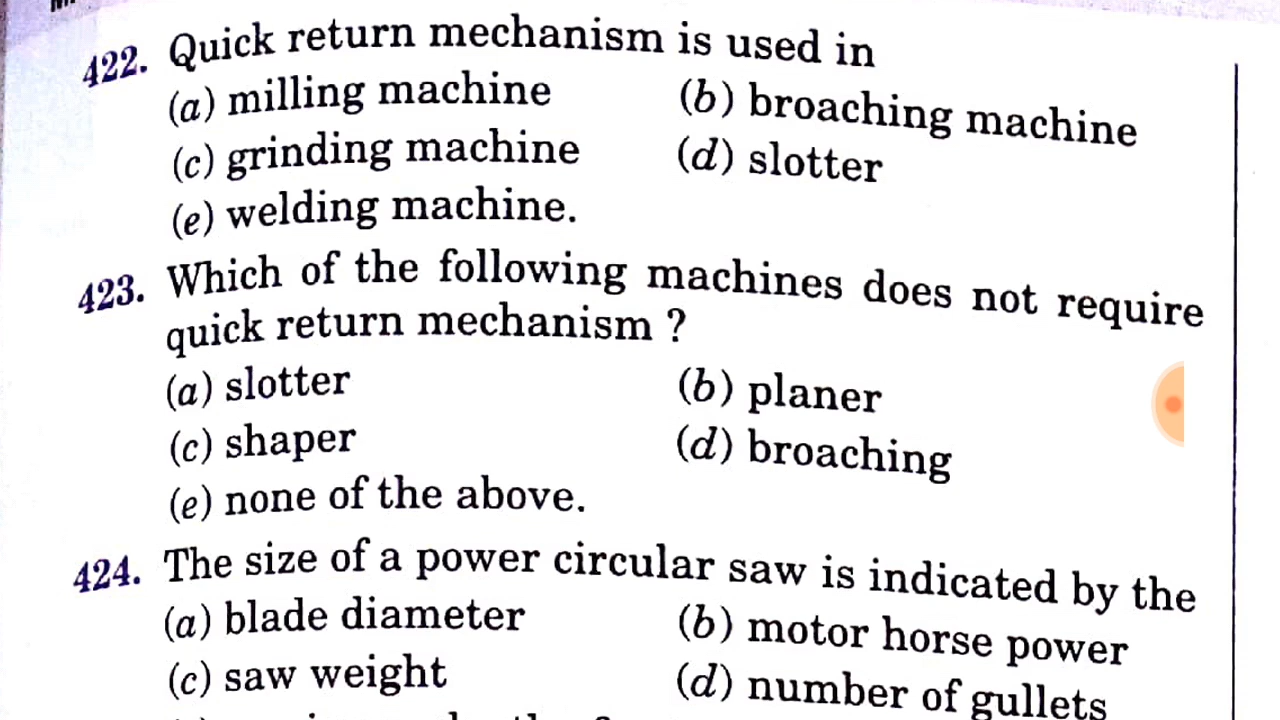 422. Quick return mechanism is used in
(a) milling machine (b) broaching machine
(c) grinding machine (d) slotter
(e) welding machine.
423. Which of the following machines does not require
quick return mechanism ?
(a) slotter (b) planer
(c) shaper (d) broaching
(e) none of the above.
424. The size of a power circular saw is indicated by the
(a) blade diameter (b) motor horse power
(c) saw weight (d) number of gullets